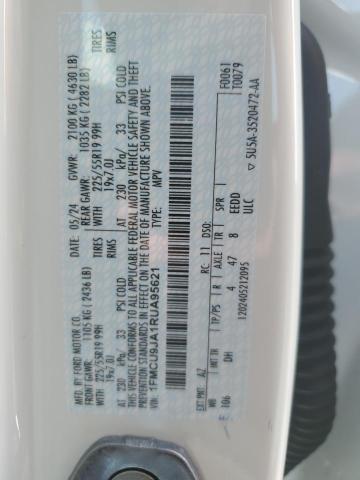 MFD. BY FORD MOTOR CO. DATE: 05/24 GVWR: 2100 KG ( 4630 LB)
FRONT GAWR: 1105 KG ( 2436 LB) REAR GAWR: 1035 KG ( 2282 LB)
WITH 225/55R19 99H TIRES WITH 225/55R19 99H TIRES
19x7.0J RIMS 19x7.0J RIMS
AT 230 kPa/ 33 PSI COLD AT 230 kPa/ 33 PSI COLD
THIS VEHICLE CONFORMS TO ALL APPLICABLE FEDERAL MOTOR VEHICLE SAFETY AND THEFT
PREVENTION STANDARDS IN EFFECT ON THE DATE OF MANUFACTURE SHOWN ABOVE.
VIN: 1FMCU9JA1RUA95621 TYPE: MPV
F0061
T0079
EXT PNT: AZ RC: 11 DSO:
WB INT TR TP/PS R AXLE TR SPR
106 DH 4 47 8 EEDD
ULC
1202405212095
▽ 5U5A-3520472-AA